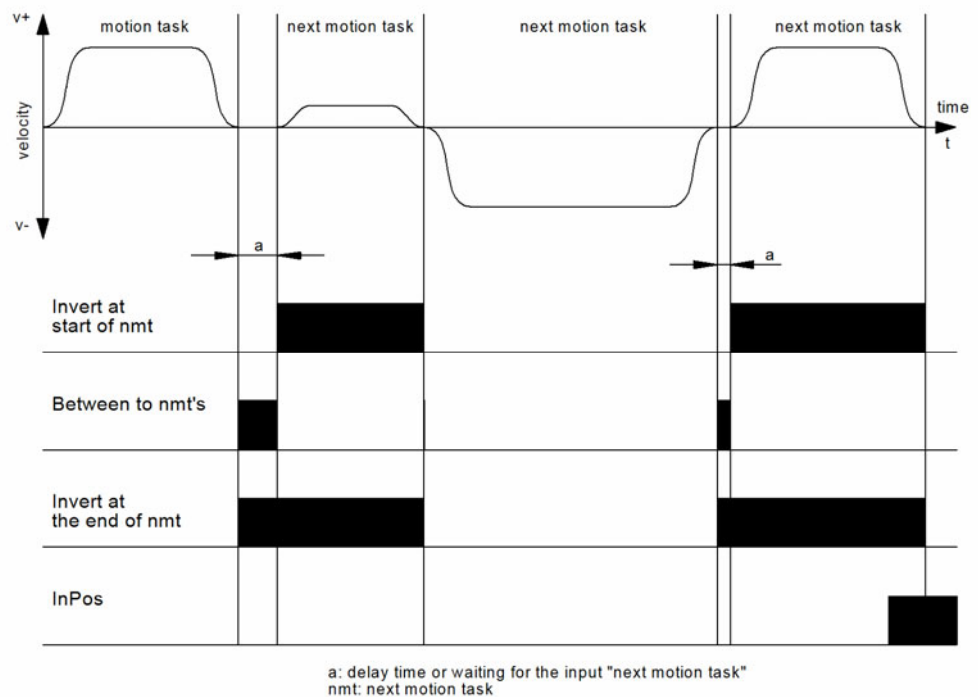 v+
motion task
next motion task
next motion task
next motion task
velocity
time
t
v-
a
a
Invert at
start of nmt
Between to nmt's
Invert at
the end of nmt
InPos
a: delay time or waiting for the input "next motion task"
nmt: next motion task